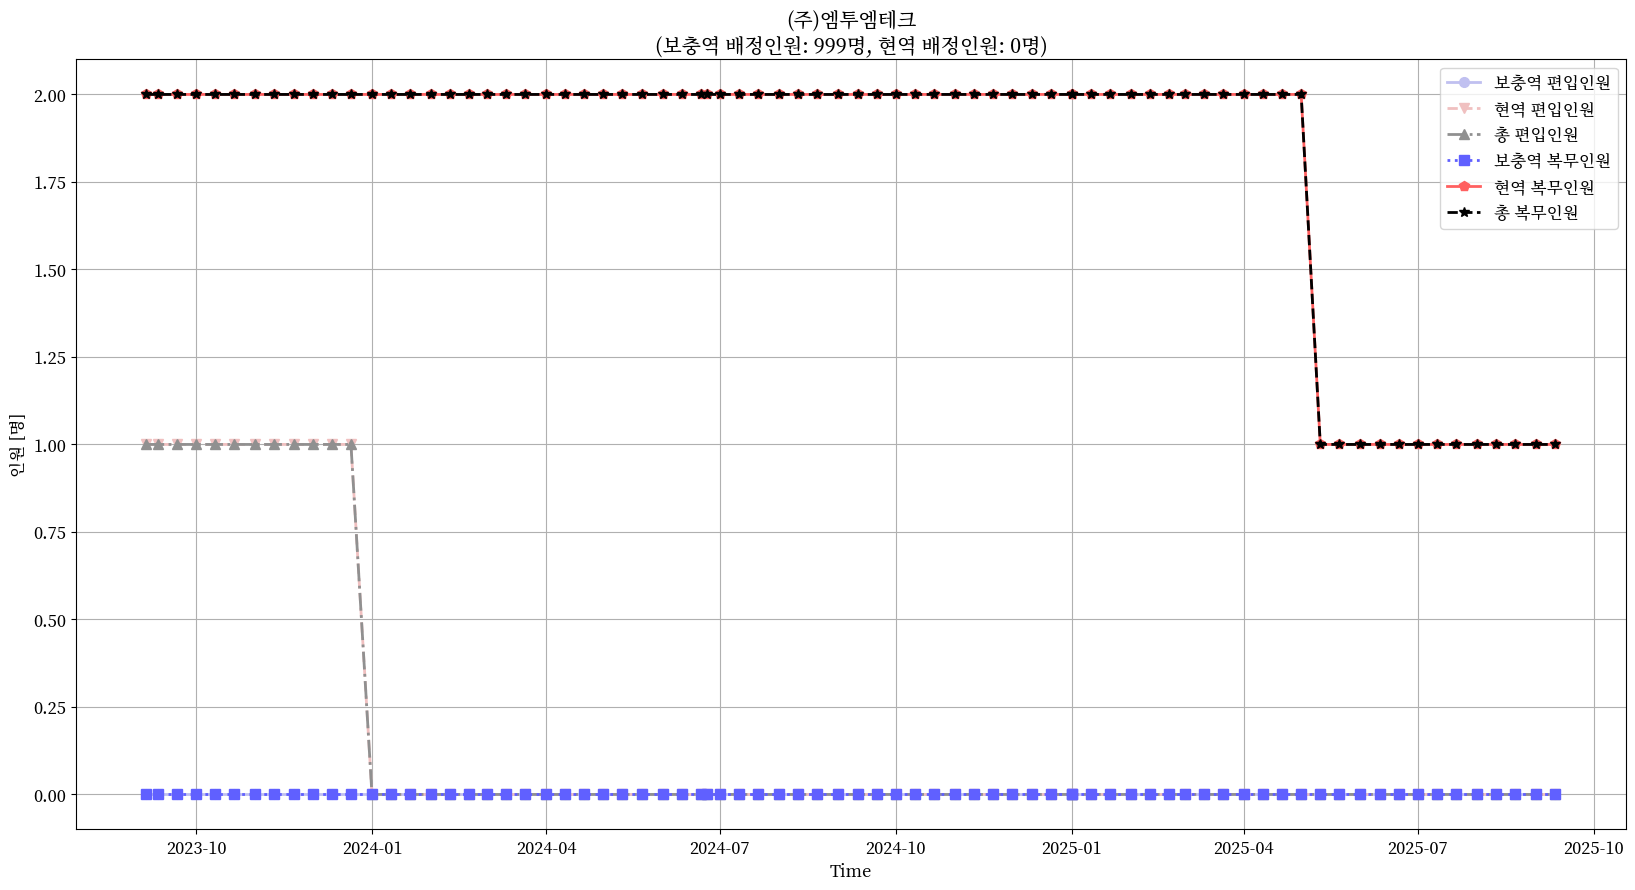 (주)엠투엠테크
(보충역 배정인원: 999명, 현역 배정인원: 0명)
보충역 편입인원
현역 편입인원
총 편입인원
보충역 복무인원
현역 복무인원
총 복무인원
인원 [명]
2.00
1.75
1.50
1.25
1.00
0.75
0.50
0.25
0.00
2023-10 2024-01 2024-04 2024-07 2024-10 2025-01 2025-04 2025-07 2025-10
Time